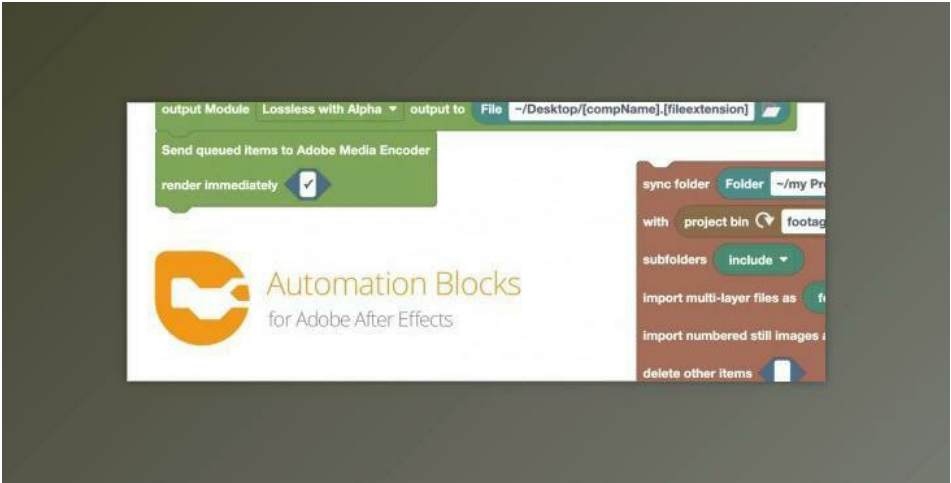 output Module Lossless with Alpha output to File ~/Desktop/[compName].[fileextension]
Send queued items to Adobe Media Encoder
render immediately
sync folder Folder ~/my
with project bin
subfolders include
import multi-layer files as
import numbered still images
delete other items
Automation Blocks
for Adobe After Effects